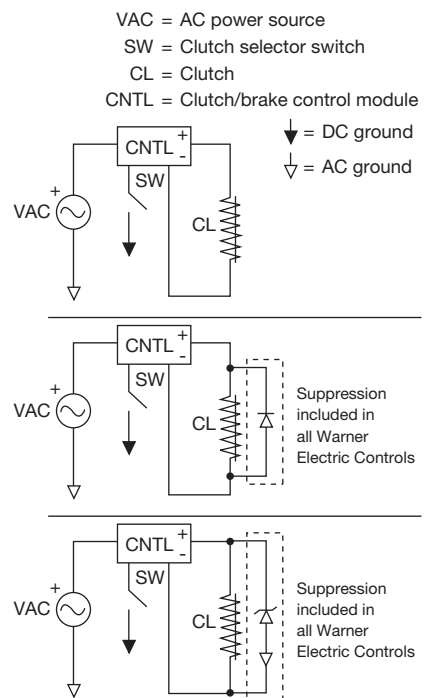 VAC = AC power source
SW = Clutch selector switch
CL = Clutch
CNTL = Clutch/brake control module
= DC ground
= AC ground
CNTL + -
SW
+
VAC
CL
CNTL + -
SW
+
VAC
CL
Suppression
included in
all Warner
Electric Controls
CNTL + -
SW
+
VAC
CL
Suppression
included in
all Warner
Electric Controls